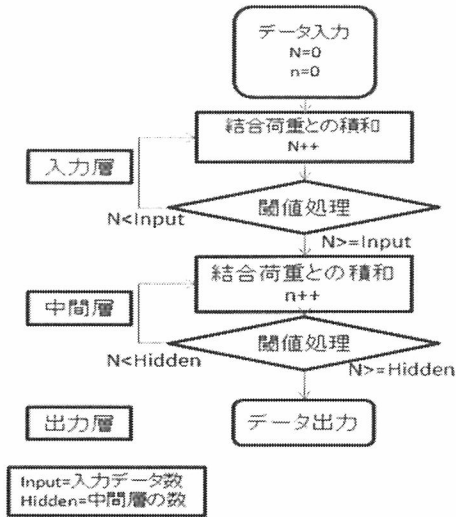 データ入力
N=0
n=0
結合荷重との積和
N++
入力層
閾値処理
N<Input
N>=Input
結合荷重との積和
n++
中間層
閾値処理
N<Hidden
N>=Hidden
出力層
データ出力
Input=入力データ数
Hidden=中間層の数